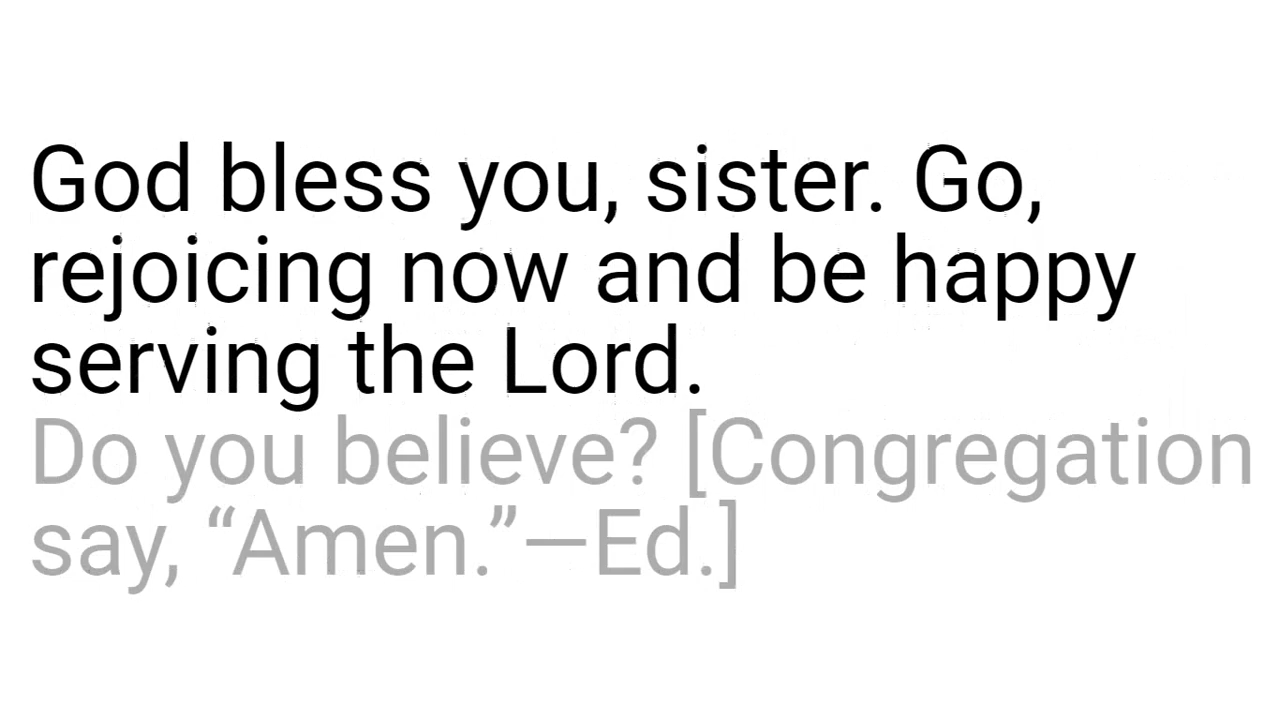 God bless you, sister. Go,
rejoicing now and be happy
serving the Lord.
Do you believe? [Congregation
say, “Amen.”—Ed.]